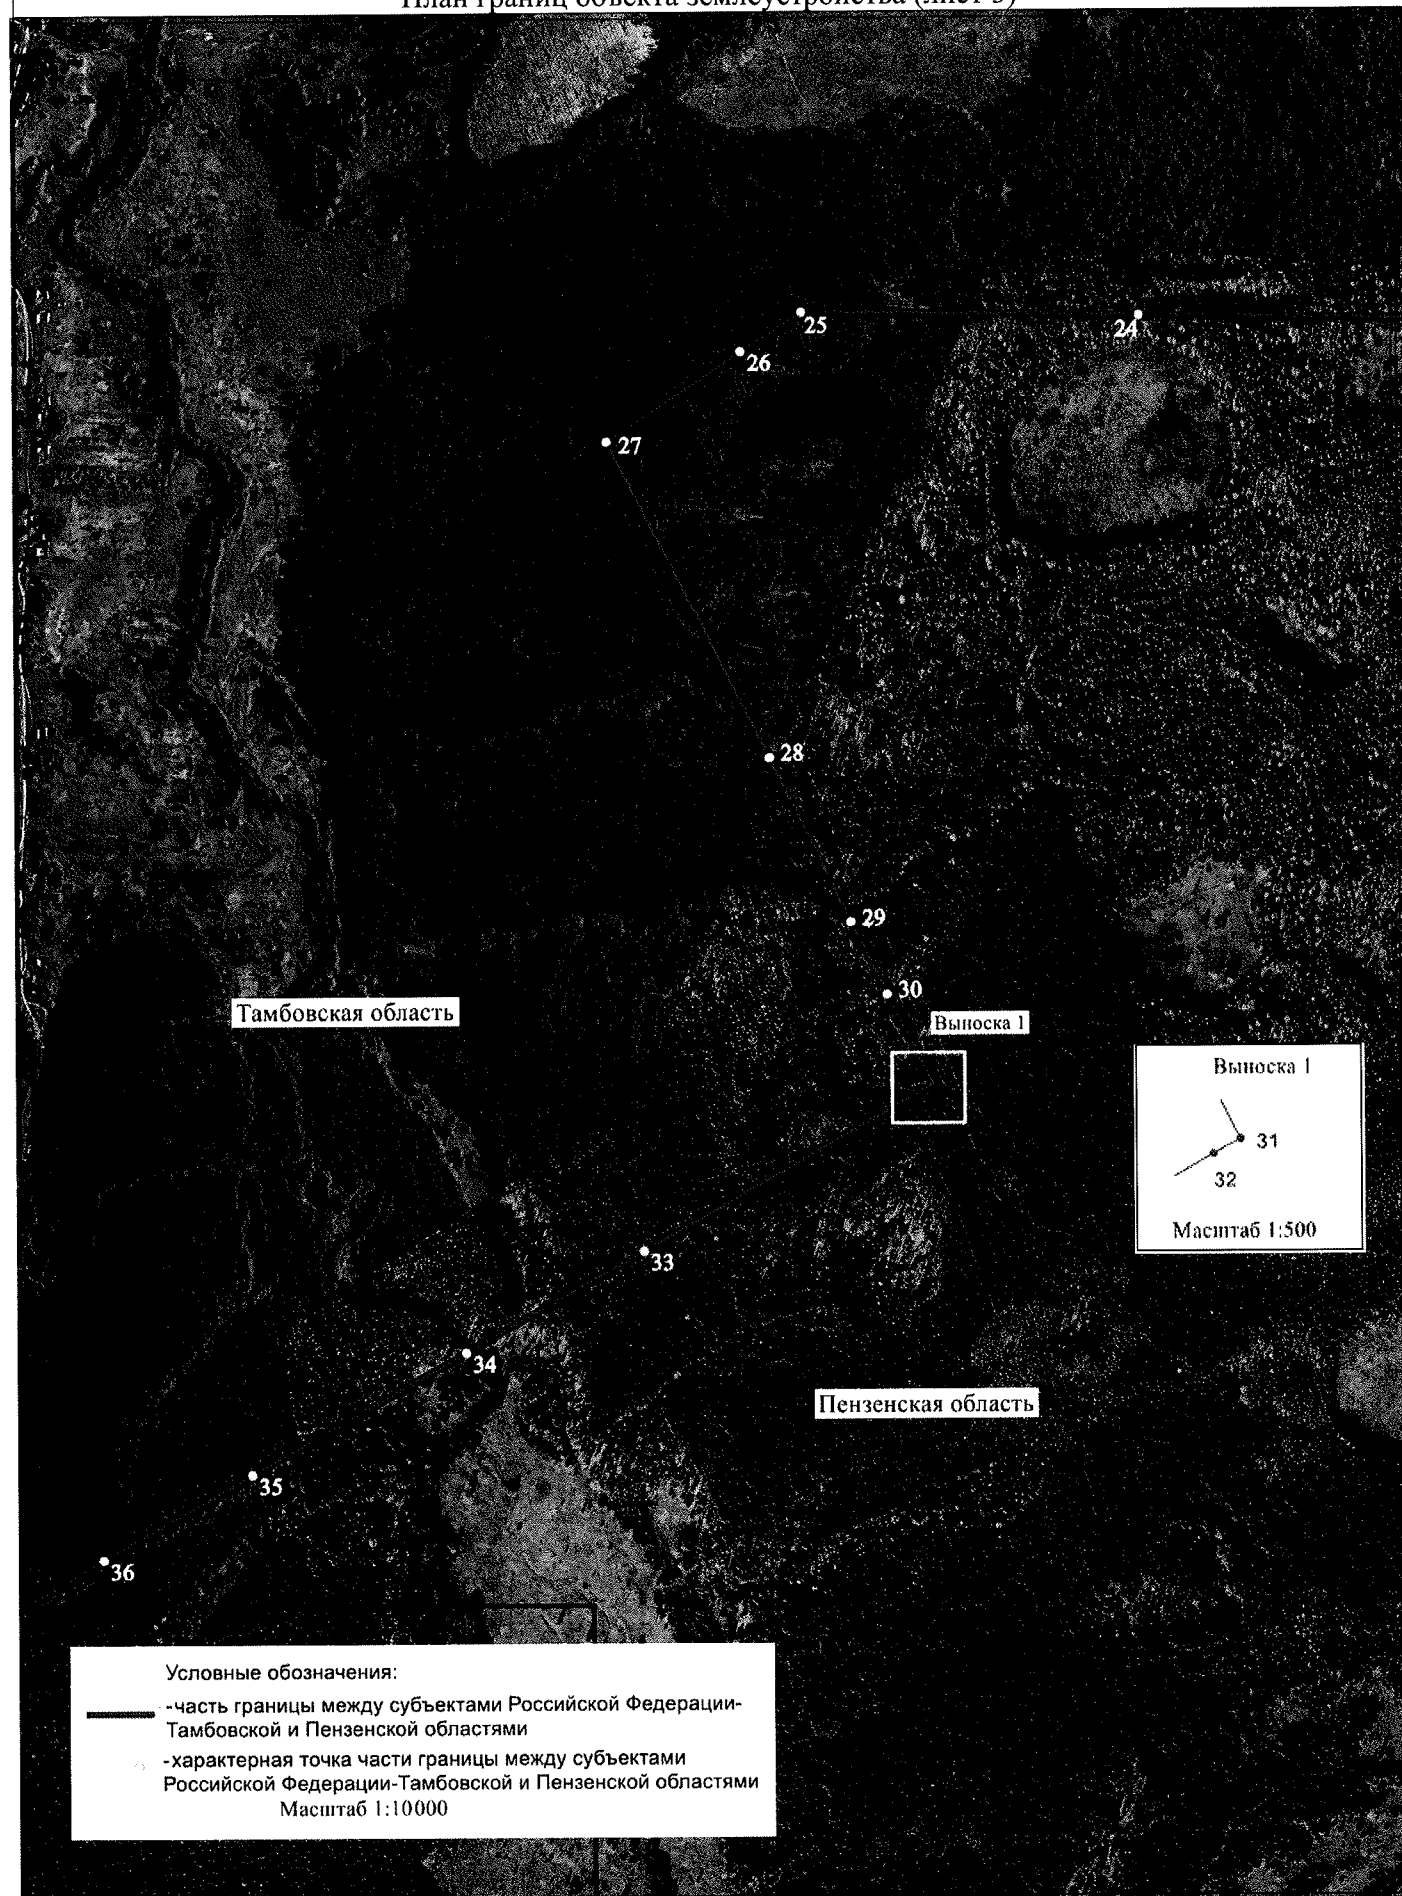 План границ объекта землеустройства (лист 3)
25
24
26
27
28
29
30
Тамбовская область
Выноска 1
Выноска 1
31
32
Масштаб 1:500
33
34
Пензенская область
35
36
Условные обозначения:
-часть границы между субъектами Российской Федерации-
Тамбовской и Пензенской областями
-характерная точка части границы между субъектами
Российской Федерации-Тамбовской и Пензенской областями
Масштаб 1:10000